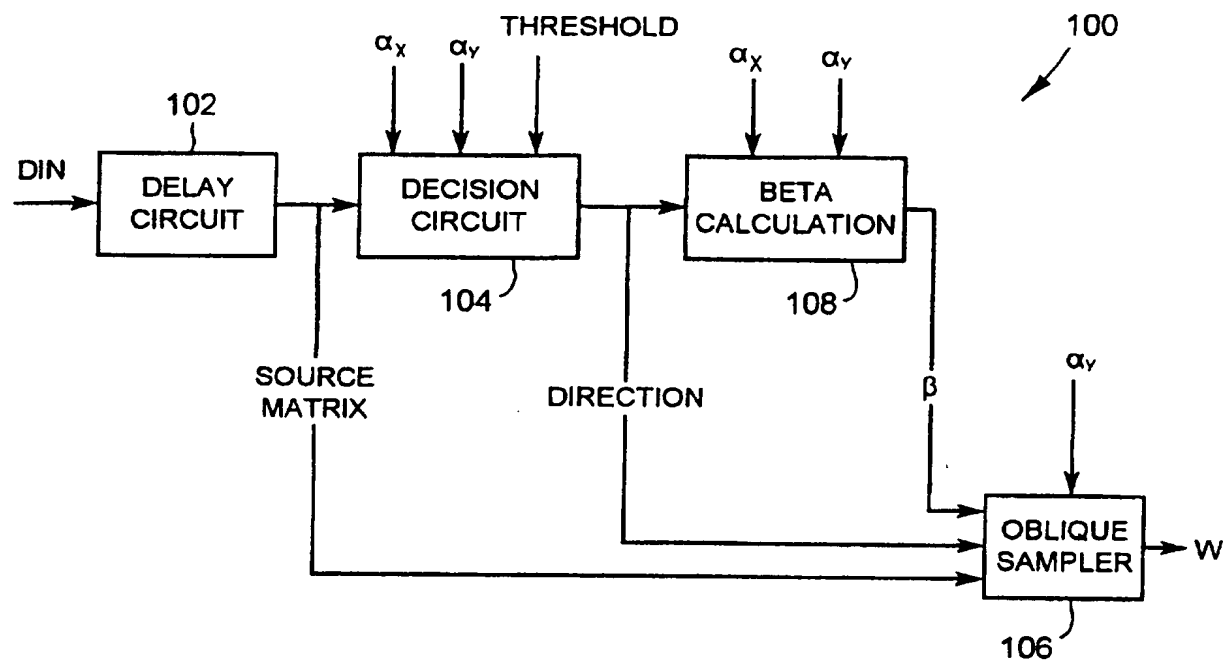 THRESHOLD
100
αX
αY
αX
αY
102
DIN
DELAY
CIRCUIT
DECISION
CIRCUIT
BETA
CALCULATION
104
108
SOURCE
MATRIX
DIRECTION
β
αY
OBLIQUE
SAMPLER
W
106